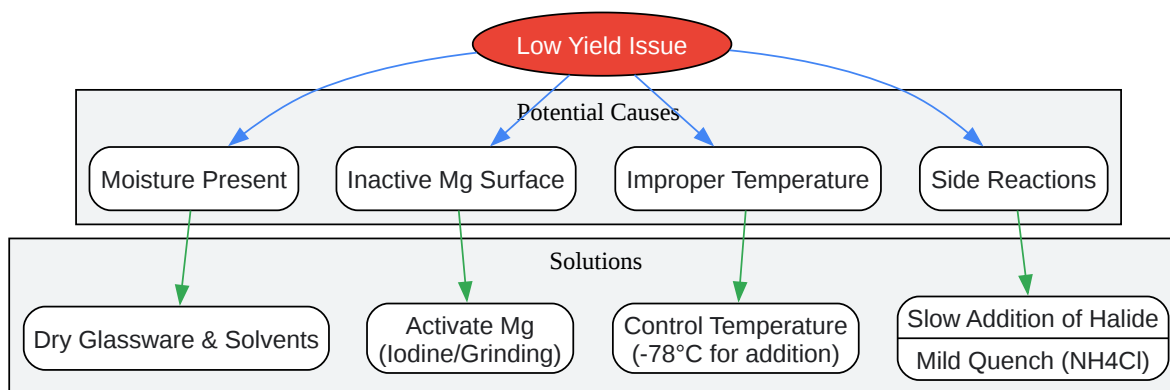 Low Yield Issue
Potential Causes
Moisture Present
Inactive Mg Surface
Improper Temperature
Side Reactions
Solutions
Dry Glassware & Solvents
Activate Mg
(Iodine/Grinding)
Control Temperature
(-78°C for addition)
Slow Addition of Halide
Mild Quench (NH4Cl)